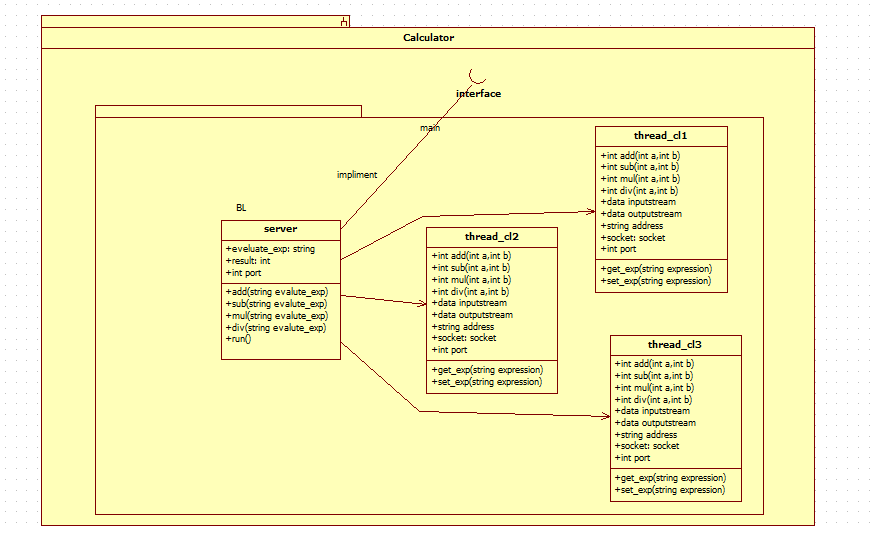 Calculator
interface
main
impliment
BL
server
+eveluate_exp: string
+result: int
+int port
+add(string evalute_exp)
+sub(string evalute_exp)
+mul(string evalute_exp)
+div(string evalute_exp)
+run()
thread_cl2
+int add(int a,int b)
+int sub(int a,int b)
+int mul(int a,int b)
+int div(int a,int b)
+data inputstream
+data outputstream
+string address
+socket: socket
+int port
+get_exp(string expression)
+set_exp(string expression)
thread_cl1
+int add(int a,int b)
+int sub(int a,int b)
+int mul(int a,int b)
+int div(int a,int b)
+data inputstream
+data outputstream
+string address
+socket: socket
+int port
+get_exp(string expression)
+set_exp(string expression)
thread_cl3
+int add(int a,int b)
+int sub(int a,int b)
+int mul(int a,int b)
+int div(int a,int b)
+data inputstream
+data outputstream
+string address
+socket: socket
+int port
+get_exp(string expression)
+set_exp(string expression)